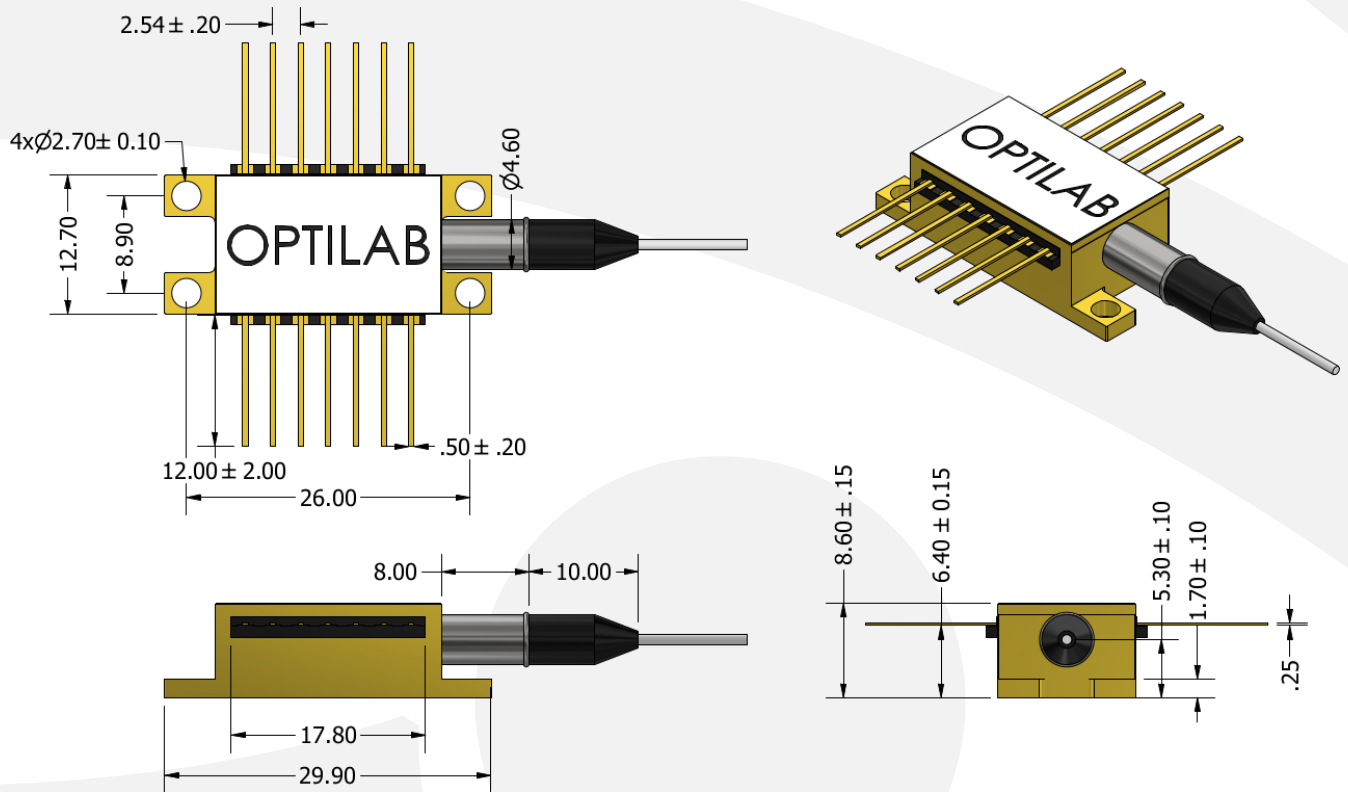 2.54 ± .20
4xØ2.70± 0.10
12.70
8.90
Ø4.60
OPTILAB
12.00 ± 2.00
.50 ± .20
26.00
OPTILAB
8.00
10.00
17.80
29.90
8.60 ± .15
6.40 ± 0.15
5.30 ± .10
1.70 ± .10
.25